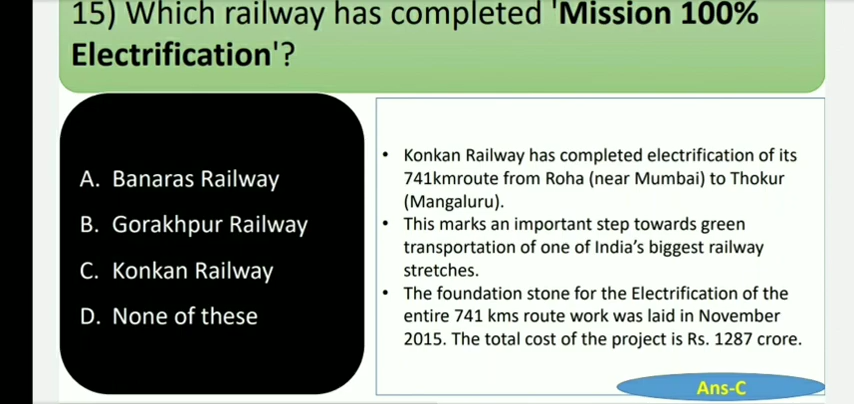 15) Which railway has completed 'Mission 100%
Electrification'?
A. Banaras Railway
B. Gorakhpur Railway
C. Konkan Railway
D. None of these
• Konkan Railway has completed electrification of its
741kmroute from Roha (near Mumbai) to Thokur
(Mangaluru).
• This marks an important step towards green
transportation of one of India's biggest railway
stretches.
• The foundation stone for the Electrification of the
entire 741 kms route work was laid in November
2015. The total cost of the project is Rs. 1287 crore.
Ans-C